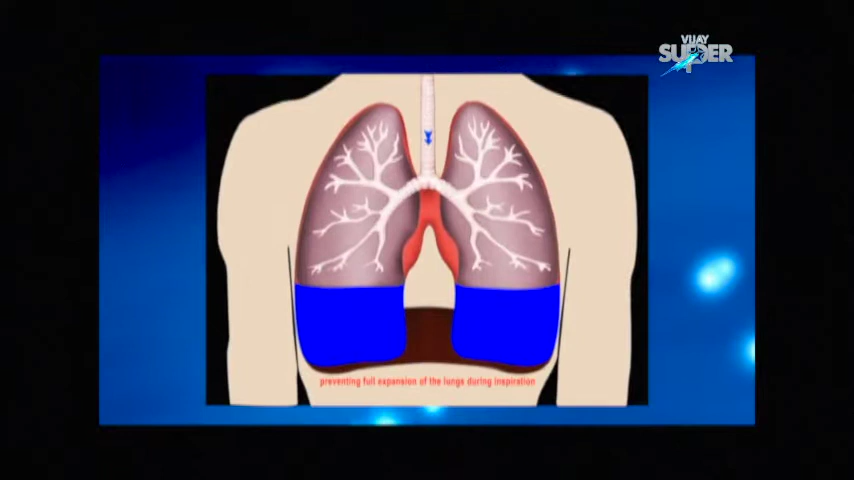 VIJAY
SUPER
preventing full expansion of the lungs during inspiration